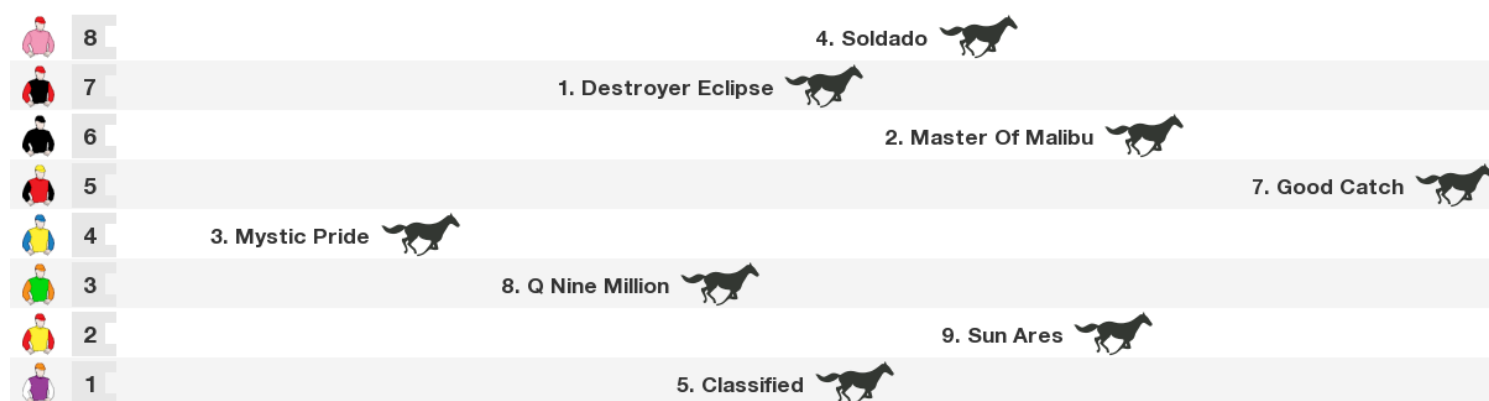 8 4. Soldado
7 1. Destroyer Eclipse
6 2. Master Of Malibu
5 7. Good Catch
4 3. Mystic Pride
3 8. Q Nine Million
2 9. Sun Ares
1 5. Classified